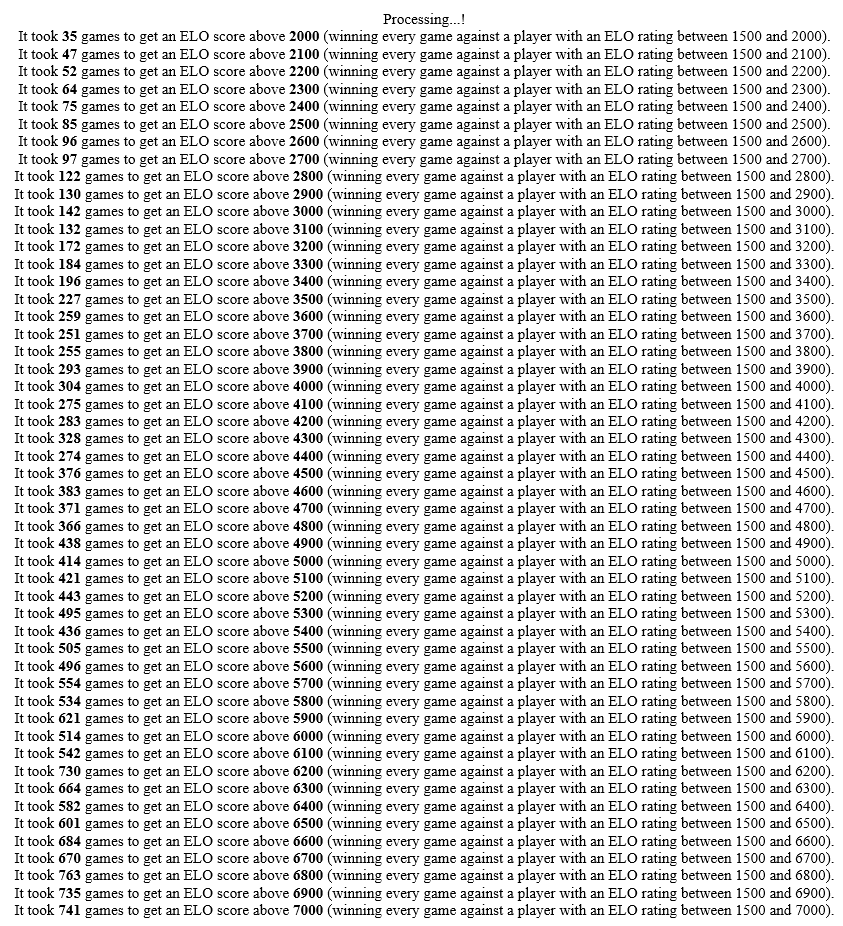 Processing...!
It took 35 games to get an ELO score above 2000 (winning every game against a player with an ELO rating between 1500 and 2000).
It took 47 games to get an ELO score above 2100 (winning every game against a player with an ELO rating between 1500 and 2100).
It took 52 games to get an ELO score above 2200 (winning every game against a player with an ELO rating between 1500 and 2200).
It took 64 games to get an ELO score above 2300 (winning every game against a player with an ELO rating between 1500 and 2300).
It took 75 games to get an ELO score above 2400 (winning every game against a player with an ELO rating between 1500 and 2400).
It took 85 games to get an ELO score above 2500 (winning every game against a player with an ELO rating between 1500 and 2500).
It took 96 games to get an ELO score above 2600 (winning every game against a player with an ELO rating between 1500 and 2600).
It took 97 games to get an ELO score above 2700 (winning every game against a player with an ELO rating between 1500 and 2700).
It took 122 games to get an ELO score above 2800 (winning every game against a player with an ELO rating between 1500 and 2800).
It took 130 games to get an ELO score above 2900 (winning every game against a player with an ELO rating between 1500 and 2900).
It took 142 games to get an ELO score above 3000 (winning every game against a player with an ELO rating between 1500 and 3000).
It took 132 games to get an ELO score above 3100 (winning every game against a player with an ELO rating between 1500 and 3100).
It took 172 games to get an ELO score above 3200 (winning every game against a player with an ELO rating between 1500 and 3200).
It took 184 games to get an ELO score above 3300 (winning every game against a player with an ELO rating between 1500 and 3300).
It took 196 games to get an ELO score above 3400 (winning every game against a player with an ELO rating between 1500 and 3400).
It took 227 games to get an ELO score above 3500 (winning every game against a player with an ELO rating between 1500 and 3500).
It took 259 games to get an ELO score above 3600 (winning every game against a player with an ELO rating between 1500 and 3600).
It took 251 games to get an ELO score above 3700 (winning every game against a player with an ELO rating between 1500 and 3700).
It took 255 games to get an ELO score above 3800 (winning every game against a player with an ELO rating between 1500 and 3800).
It took 293 games to get an ELO score above 3900 (winning every game against a player with an ELO rating between 1500 and 3900).
It took 304 games to get an ELO score above 4000 (winning every game against a player with an ELO rating between 1500 and 4000).
It took 275 games to get an ELO score above 4100 (winning every game against a player with an ELO rating between 1500 and 4100).
It took 283 games to get an ELO score above 4200 (winning every game against a player with an ELO rating between 1500 and 4200).
It took 328 games to get an ELO score above 4300 (winning every game against a player with an ELO rating between 1500 and 4300).
It took 274 games to get an ELO score above 4400 (winning every game against a player with an ELO rating between 1500 and 4400).
It took 376 games to get an ELO score above 4500 (winning every game against a player with an ELO rating between 1500 and 4500).
It took 383 games to get an ELO score above 4600 (winning every game against a player with an ELO rating between 1500 and 4600).
It took 371 games to get an ELO score above 4700 (winning every game against a player with an ELO rating between 1500 and 4700).
It took 366 games to get an ELO score above 4800 (winning every game against a player with an ELO rating between 1500 and 4800).
It took 438 games to get an ELO score above 4900 (winning every game against a player with an ELO rating between 1500 and 4900).
It took 414 games to get an ELO score above 5000 (winning every game against a player with an ELO rating between 1500 and 5000).
It took 421 games to get an ELO score above 5100 (winning every game against a player with an ELO rating between 1500 and 5100).
It took 443 games to get an ELO score above 5200 (winning every game against a player with an ELO rating between 1500 and 5200).
It took 495 games to get an ELO score above 5300 (winning every game against a player with an ELO rating between 1500 and 5300).
It took 436 games to get an ELO score above 5400 (winning every game against a player with an ELO rating between 1500 and 5400).
It took 505 games to get an ELO score above 5500 (winning every game against a player with an ELO rating between 1500 and 5500).
It took 496 games to get an ELO score above 5600 (winning every game against a player with an ELO rating between 1500 and 5600).
It took 554 games to get an ELO score above 5700 (winning every game against a player with an ELO rating between 1500 and 5700).
It took 534 games to get an ELO score above 5800 (winning every game against a player with an ELO rating between 1500 and 5800).
It took 621 games to get an ELO score above 5900 (winning every game against a player with an ELO rating between 1500 and 5900).
It took 514 games to get an ELO score above 6000 (winning every game against a player with an ELO rating between 1500 and 6000).
It took 542 games to get an ELO score above 6100 (winning every game against a player with an ELO rating between 1500 and 6100).
It took 730 games to get an ELO score above 6200 (winning every game against a player with an ELO rating between 1500 and 6200).
It took 664 games to get an ELO score above 6300 (winning every game against a player with an ELO rating between 1500 and 6300).
It took 582 games to get an ELO score above 6400 (winning every game against a player with an ELO rating between 1500 and 6400).
It took 601 games to get an ELO score above 6500 (winning every game against a player with an ELO rating between 1500 and 6500).
It took 684 games to get an ELO score above 6600 (winning every game against a player with an ELO rating between 1500 and 6600).
It took 670 games to get an ELO score above 6700 (winning every game against a player with an ELO rating between 1500 and 6700).
It took 763 games to get an ELO score above 6800 (winning every game against a player with an ELO rating between 1500 and 6800).
It took 735 games to get an ELO score above 6900 (winning every game against a player with an ELO rating between 1500 and 6900).
It took 741 games to get an ELO score above 7000 (winning every game against a player with an ELO rating between 1500 and 7000).